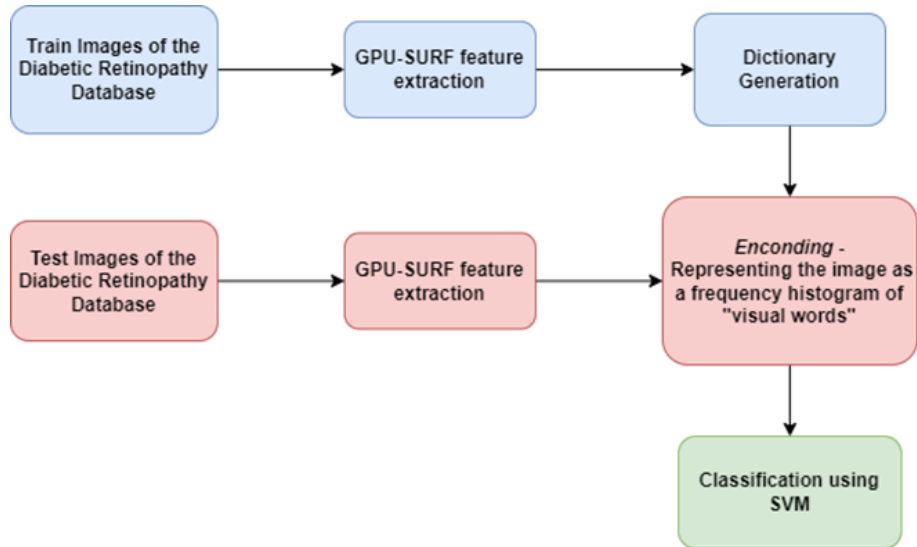 Train Images of the
Diabetic Retinopathy
Database
GPU-SURF feature
extraction
Dictionary
Generation
Test Images of the
Diabetic Retinopathy
Database
GPU-SURF feature
extraction
Enconding -
Representing the image as
a frequency histogram of
"visual words"
Classification using
SVM